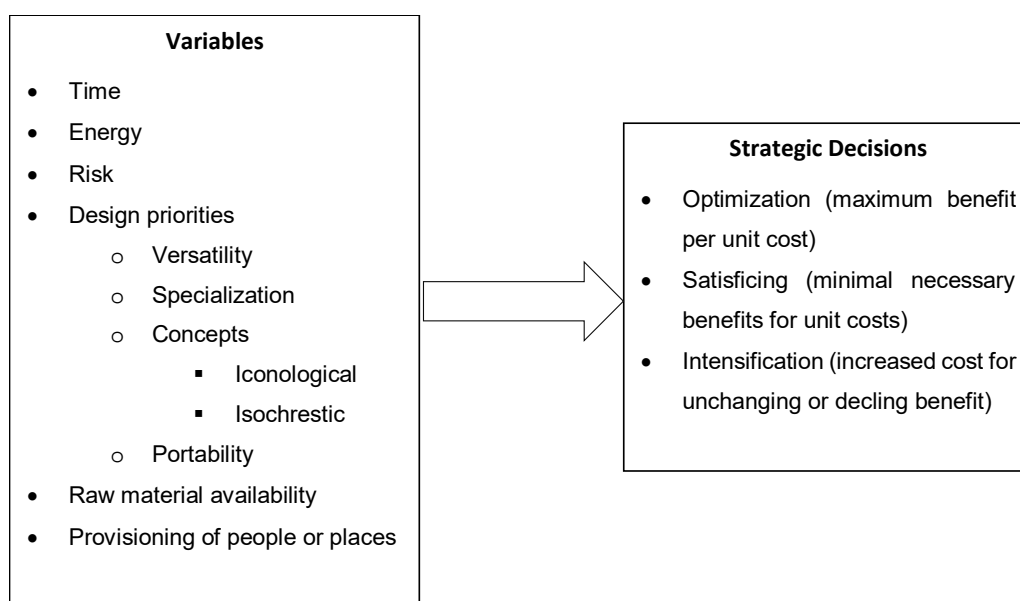 Variables
• Time
• Energy
• Risk
• Design priorities
o Versatility
o Specialization
o Concepts
▪ Iconological
▪ Isochrestic
o Portability
• Raw material availability
• Provisioning of people or places
Strategic Decisions
• Optimization (maximum benefit
per unit cost)
• Satisficing (minimal necessary
benefits for unit costs)
• Intensification (increased cost for
unchanging or decling benefit)